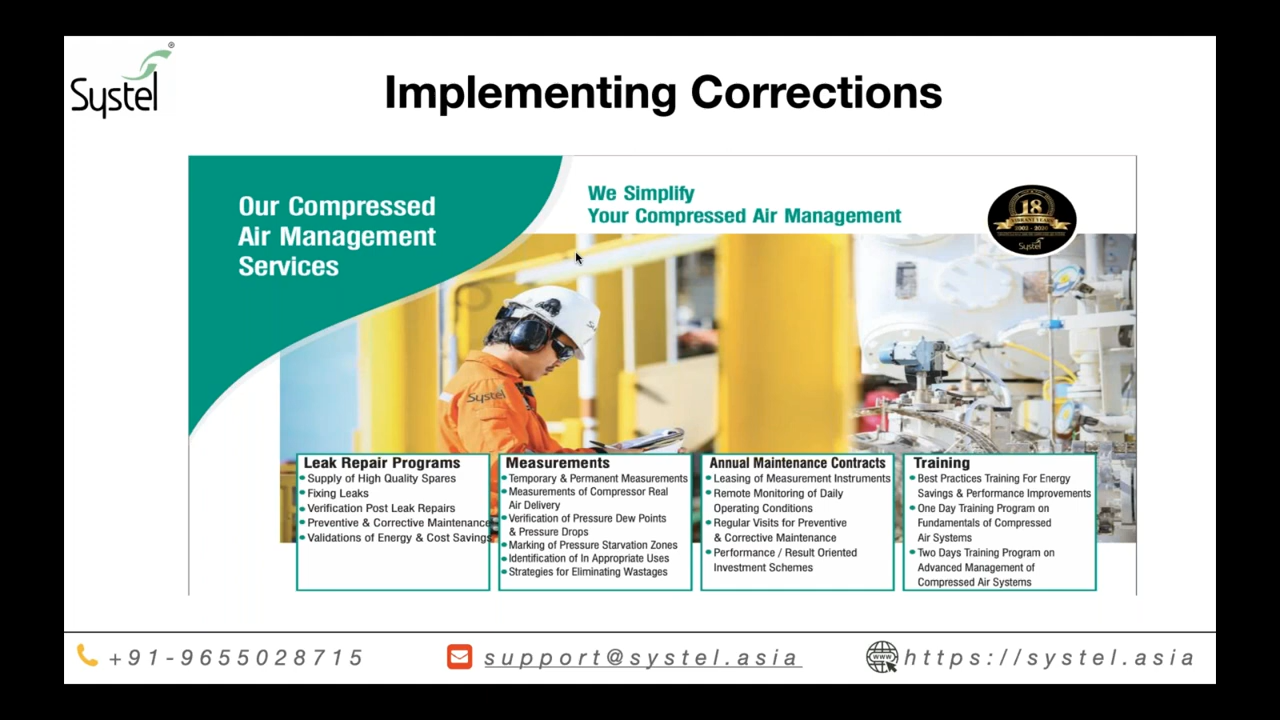 Systel®
Implementing Corrections
Our Compressed
Air Management
Services
We Simplify
Your Compressed Air Management
18
Systel
Systel
Leak Repair Programs
Supply of High Quality Spares
Fixing Leaks
Verification Post Leak Repairs
Preventive & Corrective Maintenance
Validations of Energy & Cost Savings
Measurements
Temporary & Permanent Measurements
Measurements of Compressor Real
Air Delivery
Verification of Pressure Dew Points
& Pressure Drops
Marking of Pressure Starvation Zones
Identification of In Appropriate Uses
Strategies for Eliminating Wastages
Annual Maintenance Contracts
Leasing of Measurement Instruments
Remote Monitoring of Daily
Operating Conditions
Regular Visits for Preventive
& Corrective Maintenance
Performance / Result Oriented
Investment Schemes
Training
Best Practices Training For Energy
Savings & Performance Improvements
One Day Training Program on
Fundamentals of Compressed
Air Systems
Two Days Training Program on
Advanced Management of
Compressed Air Systems
+91-9655028715
support@systel.asia
www
https://systel.asia